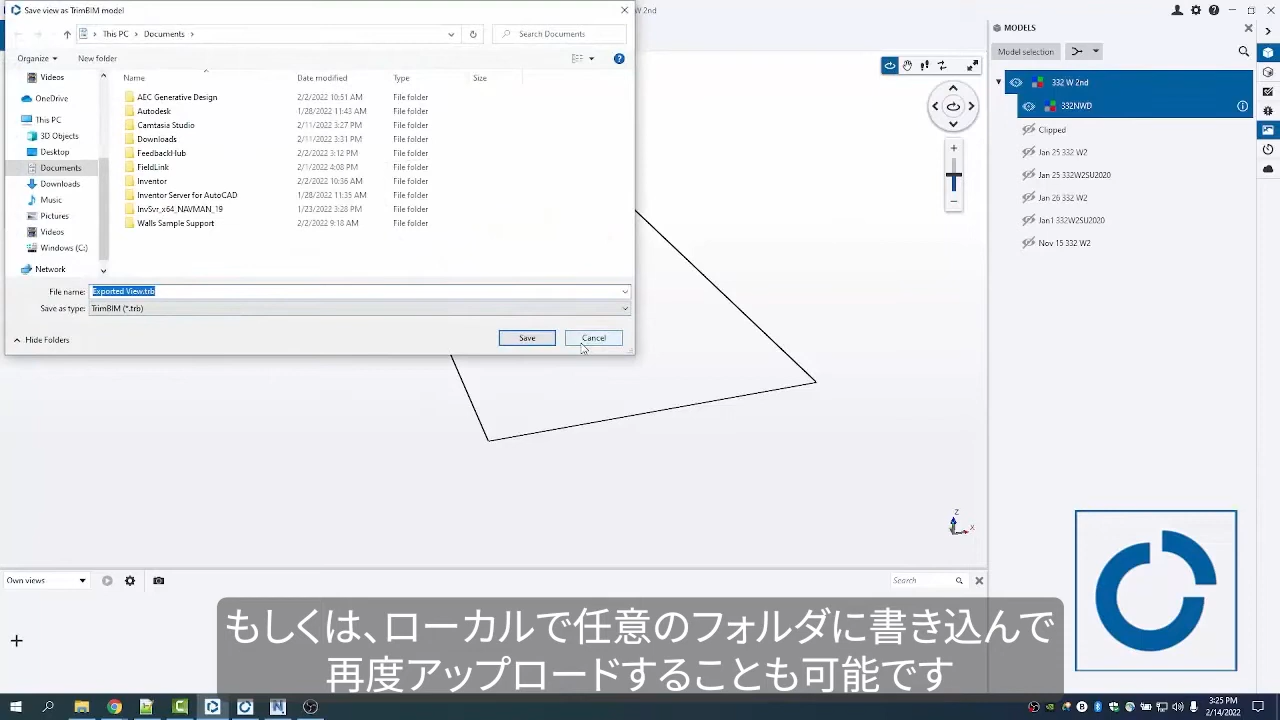 Save view as TrimBIM model
W 2nd
This PC > Documents >
Search Documents
Organize
New folder
Name
Date modified
Type
Size
AEC Generative Design 2/2/2022 10:51 AM File folder
Autodesk 1/28/2022 11:43 AM File folder
Camtasia Studio 2/11/2022 3:27 PM File folder
Downloads 2/11/2022 3:31 PM File folder
FeedbackHub 2/2/2022 3:12 PM File folder
FieldLink 2/1/2022 4:08 PM File folder
Inventor 2/2/2022 10:56 AM File folder
Inventor Server for AutoCAD 1/28/2022 11:35 AM File folder
InvSvr_x64_NAVMAN_19 1/23/2022 3:28 PM File folder
Walls Sample Support 2/2/2022 9:18 AM File folder
Videos
OneDrive
This PC
3D Objects
Desktop
Documents
Downloads
Music
Pictures
Videos
Windows (C:)
Network
File name: Exported View.trb
Save as type: TrimBIM (*.trb)
Hide Folders
Save
Cancel
MODELS
Model selection
332 W 2nd
332NWD
Clipped
Jan 25 332 W2
Jan 25 332W2SU2020
Jan 26 332 W2
Jan1 332W2SU2020
Nov 15 332 W2
Z
X
Own views
Search
もしくは、ローカルで任意のフォルダに書き込んで
再度アップロードすることも可能です
3:25 PM
2/14/2022